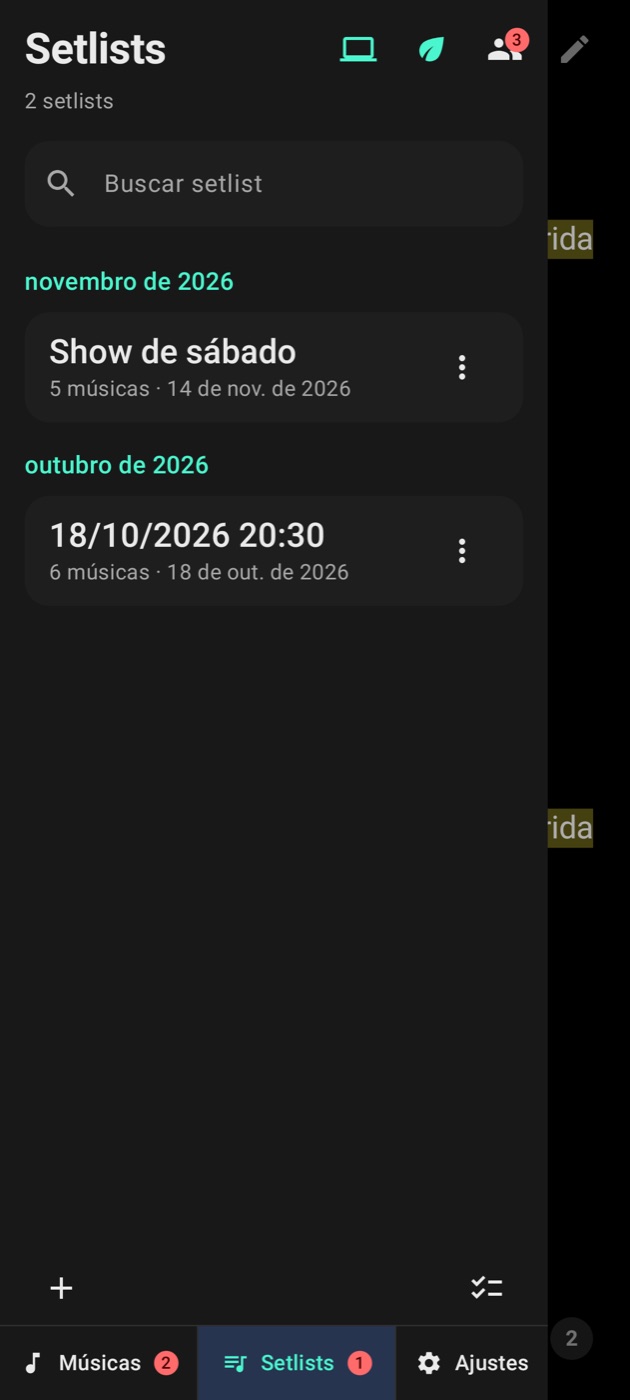 Setlists
3
2 setlists
Buscar setlist
rida
novembro de 2026
Show de sábado
5 músicas · 14 de nov. de 2026
outubro de 2026
18/10/2026 20:30
6 músicas · 18 de out. de 2026
rida
2
Músicas 2
Setlists 1
Ajustes